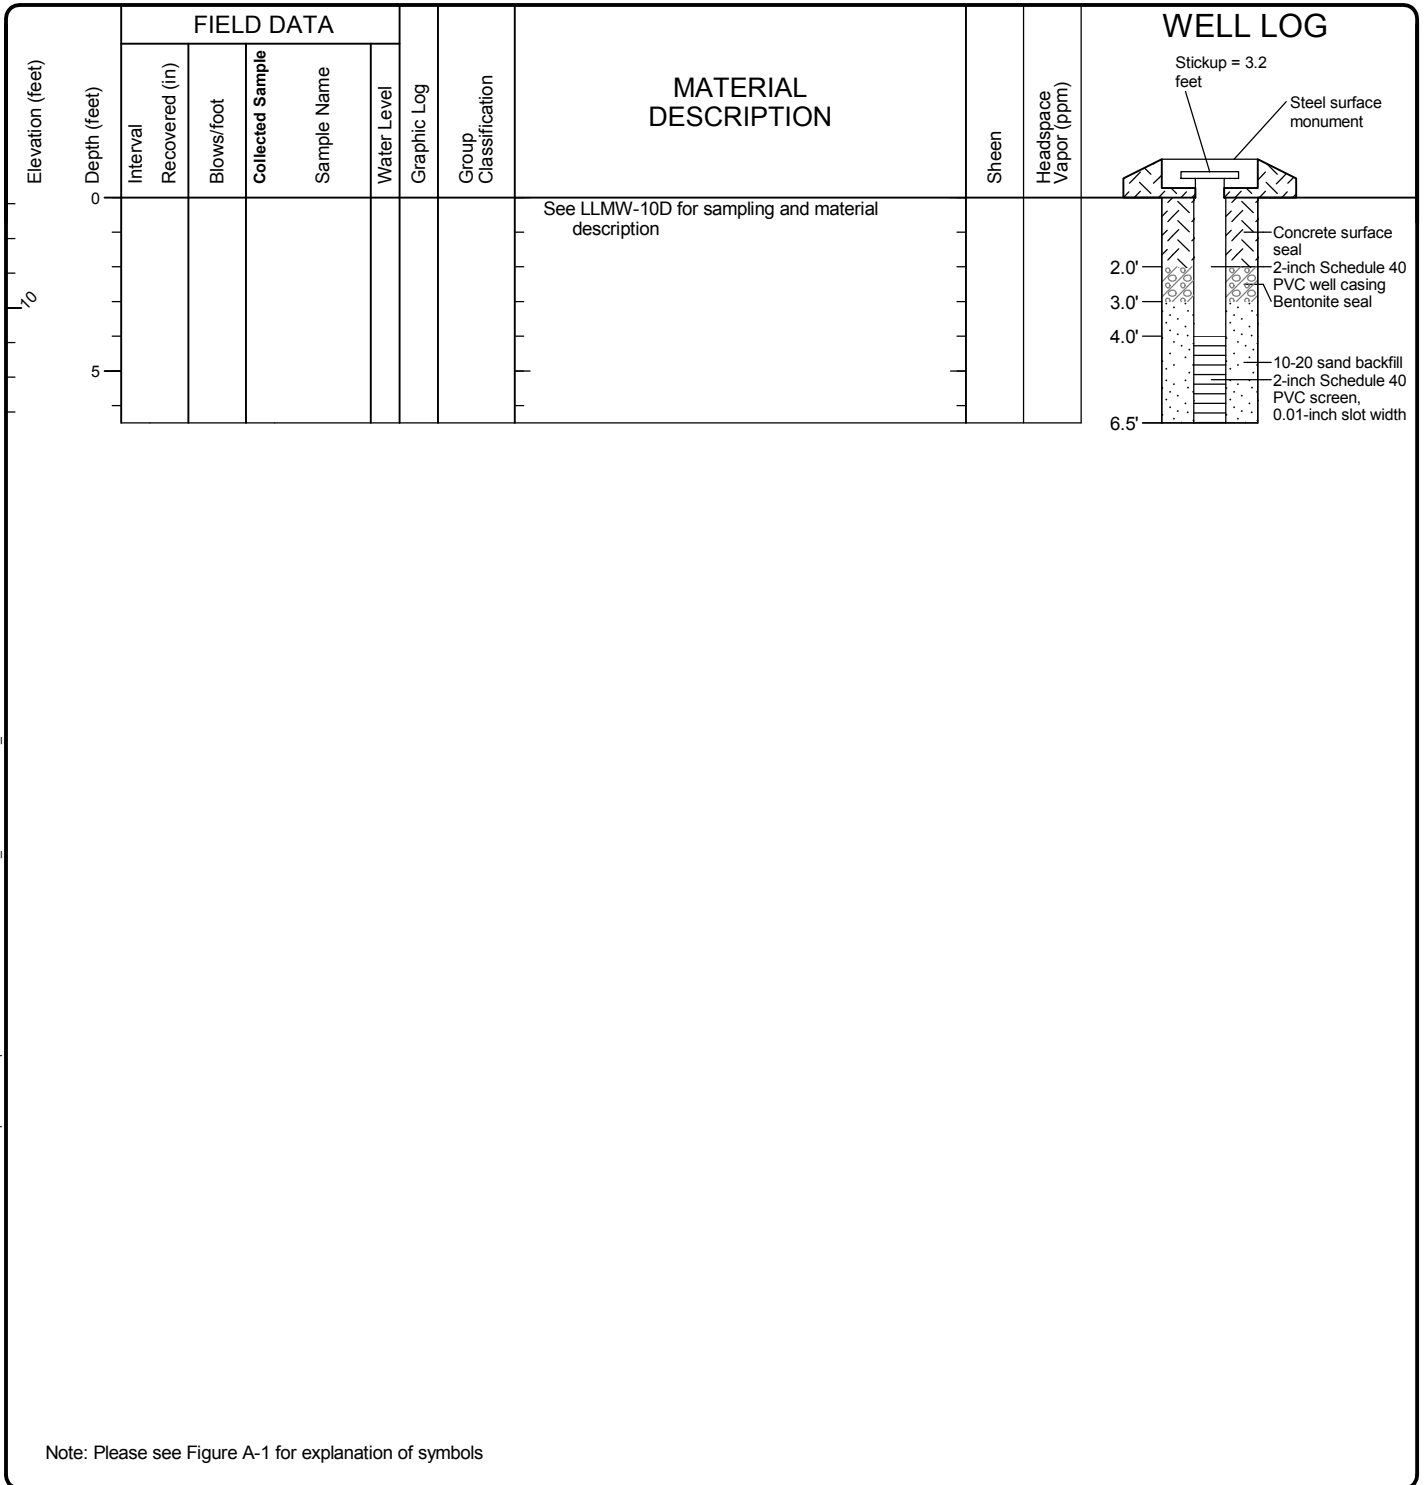 FIELD DATA
WELL LOG
Elevation (feet)
Depth (feet)
Interval
Recovered (in)
Blows/foot
Collected Sample
Sample Name
Water Level
Graphic Log
Group
Classification
MATERIAL
DESCRIPTION
Sheen
Headspace
Vapor (ppm)
Stickup = 3.2
feet
Steel surface
monument
0
See LLMW-10D for sampling and material
description
10
5
2.0'
3.0'
4.0'
6.5'
Concrete surface
seal
2-inch Schedule 40
PVC well casing
Bentonite seal
10-20 sand backfill
2-inch Schedule 40
PVC screen,
0.01-inch slot width
Note: Please see Figure A-1 for explanation of symbols